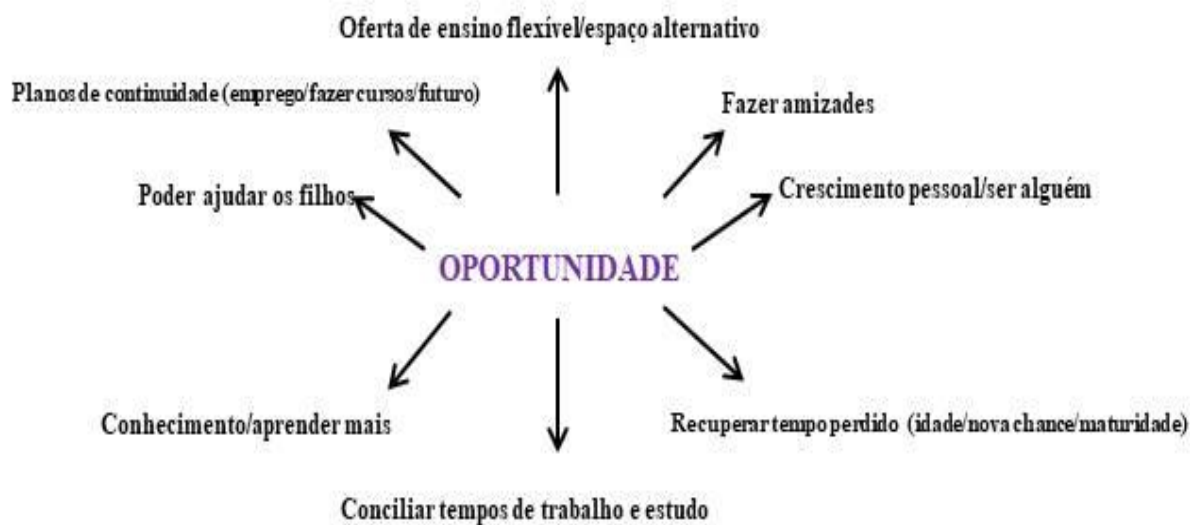 Oferta de ensino flexível/espaço alternativo
Planos de continuidade (emprego/fazer cursos/futuro)
Fazer amizades
Poder ajudar os filhos
Crescimento pessoal/ser alguém
OPORTUNIDADE
Conhecimento/aprender mais
Recuperar tempo perdido (idade/nova chance/maturidade)
Conciliar tempos de trabalho e estudo